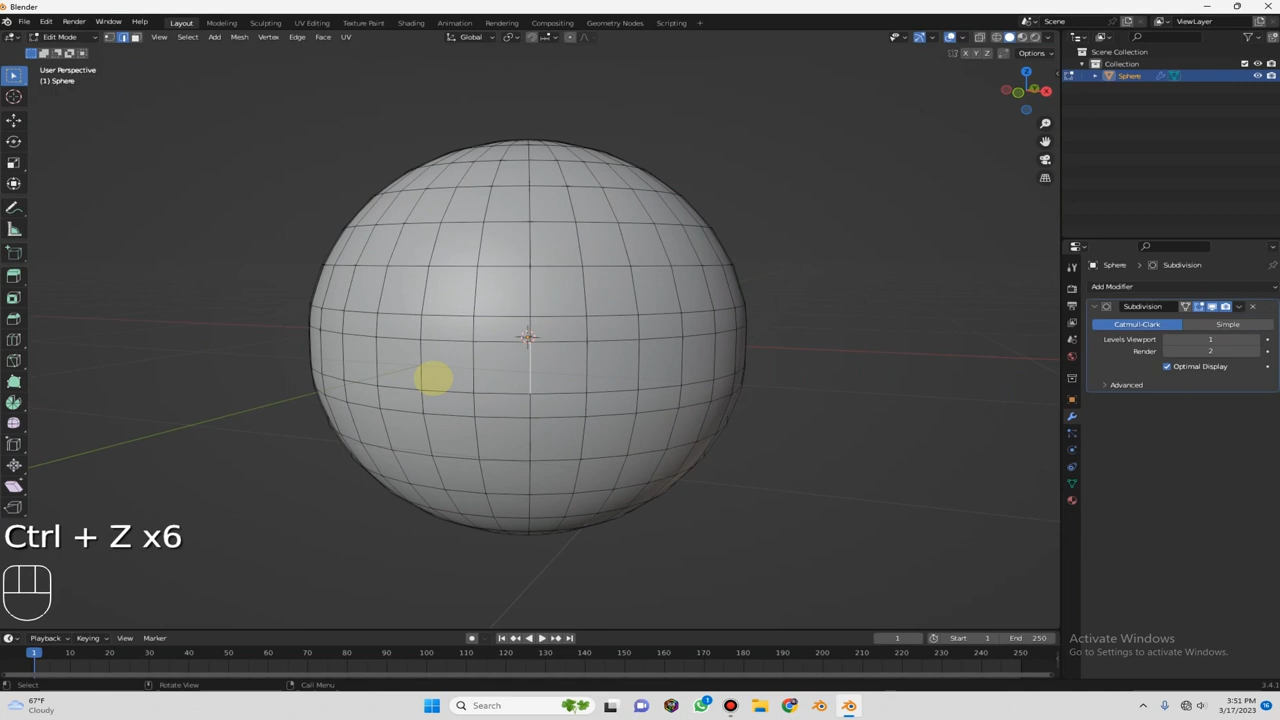 Blender
File Edit Render Window Help Layout Modeling Sculpting UV Editing Texture Paint Shading Animation Rendering Compositing Geometry Nodes Scripting + Scene ViewLayer
Edit Mode View Select Add Mesh Vertex Edge Face UV Global
X Y Z Options
User Perspective
(1) Sphere
Z
Y
X
Scene Collection
Collection
Sphere
Sphere > Subdivision
Add Modifier
Subdivision
Catmull-Clark Simple
Levels Viewport 1
Render 2
Optimal Display
Advanced
Ctrl + Z x6
Playback Keying View Marker 1 Start 1 End 250
1 10 20 30 40 50 60 70 80 90 100 110 120 130 140 150 160 170 180 190 200 210 220 230 240 250
Select Rotate View Call Menu 3.4.1
Activate Windows
Go to Settings to activate Windows.
67°F
Cloudy
Search
1
3:51 PM
3/17/2023